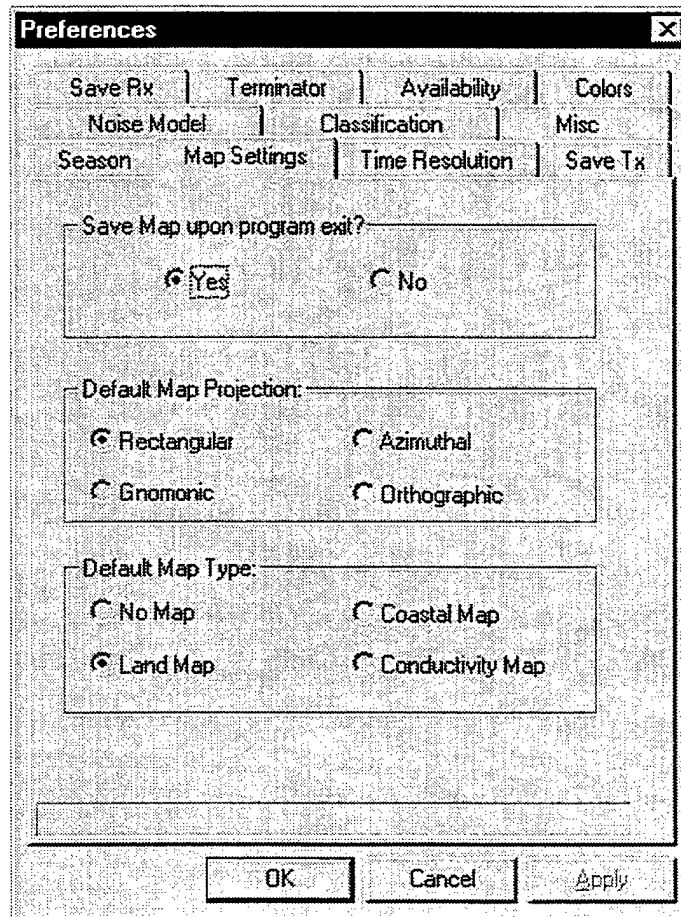 Preferences
Save Rx Terminator Availability Colors
Noise Model Classification Misc
Season Map Settings Time Resolution Save Tx
Save Map upon program exit?
Yes No
Default Map Projection:
Rectangular Azimuthal
Gnomonic Orthographic
Default Map Type:
No Map Coastal Map
Land Map Conductivity Map
OK Cancel Apply